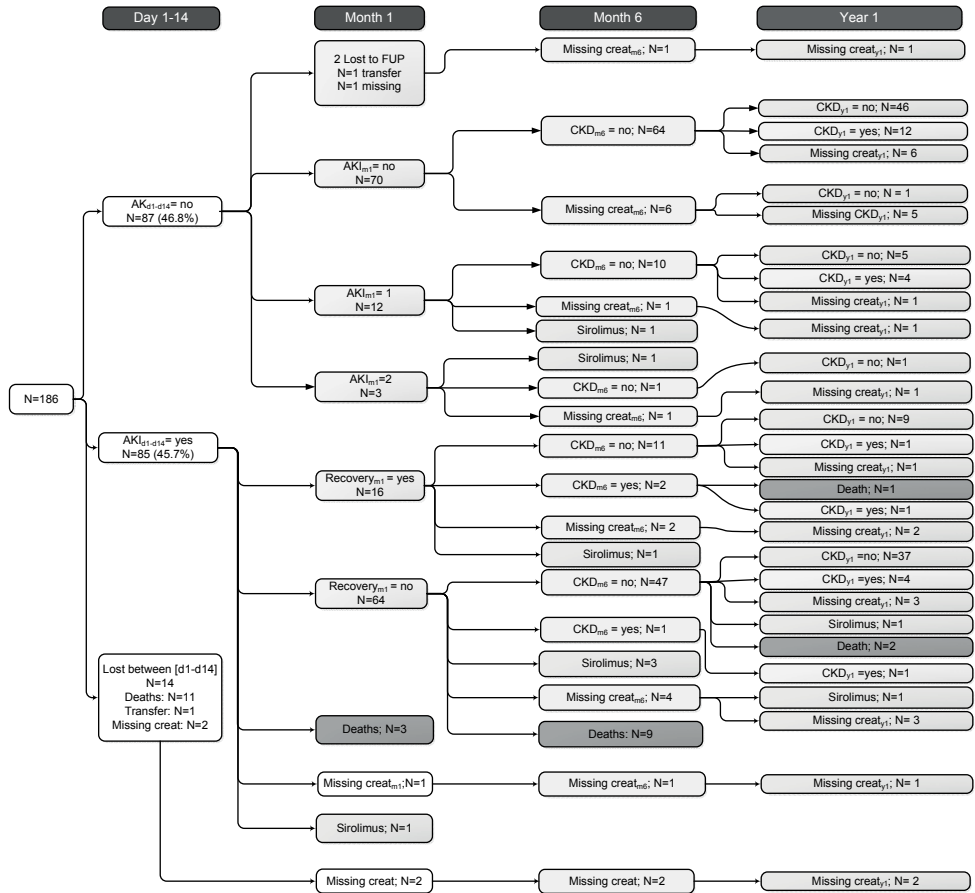 Day 1-14
Month 1
Month 6
Year 1
2 Lost to FUP
N=1 transfer
N=1 missing
Missing creatm6; N=1
Missing creaty1; N= 1
AKId1-d14= no
N=87 (46.8%)
AKIm1= no
N=70
CKDm6 = no; N=64
CKDy1 = no; N=46
CKDy1 = yes; N=12
Missing creaty1; N= 6
Missing creatm6; N=6
CKDy1 = no; N = 1
Missing CKDy1; N= 5
AKIm1= 1
N=12
CKDm6 = no; N=10
CKDy1 = no; N=5
CKDy1 = yes; N=4
Missing creaty1; N= 1
Missing creatm6; N= 1
Missing creaty1; N= 1
Sirolimus; N= 1
AKIm1=2
N=3
Sirolimus; N= 1
CKDm6 = no; N=1
CKDy1 = no; N=1
Missing creatm6; N= 1
Missing creaty1; N= 1
N=186
AKId1-d14= yes
N=85 (45.7%)
Recoverym1 = yes
N=16
CKDm6 = no; N=11
CKDy1 = no; N=9
CKDy1 = yes; N=1
Missing creaty1; N=1
CKDm6 = yes; N=2
Death; N=1
CKDy1 = yes; N=1
Missing creatm6; N= 2
Missing creaty1; N= 2
Sirolimus; N=1
Recoverym1 = no
N=64
CKDm6 = no; N=47
CKDy1 =no; N=37
CKDy1 =yes; N=4
Missing creaty1; N= 3
Sirolimus; N=1
Death; N=2
CKDm6 = yes; N=1
CKDy1 =yes; N=1
Sirolimus; N=3
Missing creatm6; N=4
Sirolimus; N=1
Missing creaty1; N= 3
Deaths: N=9
Lost between [d1-d14]
N=14
Deaths: N=11
Transfer: N=1
Missing creat: N=2
Deaths; N=3
Missing creatm1;N=1
Missing creatm6; N=1
Missing creaty1; N= 1
Sirolimus; N=1
Missing creat; N=2
Missing creat; N=2
Missing creaty1; N= 2